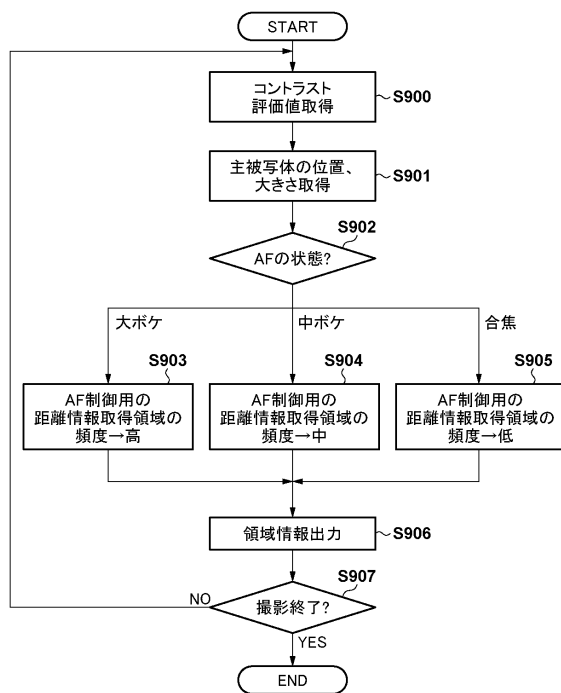 START
コントラスト
評価値取得
S900
主被写体の位置、
大きさ取得
S901
S902
AFの状態?
大ボケ
中ボケ
合焦
S903
AF制御用の
距離情報取得領域の
頻度→高
S904
AF制御用の
距離情報取得領域の
頻度→中
S905
AF制御用の
距離情報取得領域の
頻度→低
領域情報出力
S906
S907
撮影終了?
NO
YES
END